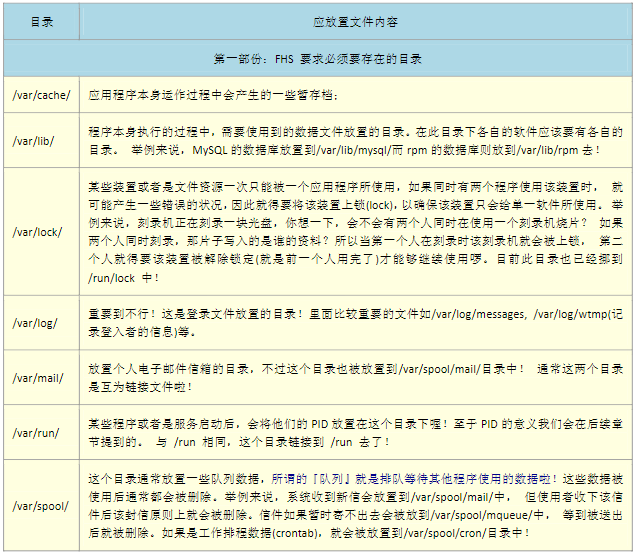 目录 应放置文件内容
第一部份：FHS 要求必须要存在的目录
/var/cache/ 应用程序本身运作过程中会产生的一些暂存档；
/var/lib/ 程序本身执行的过程中，需要使用到的数据文件放置的目录。在此目录下各自的软件应该要有各自的
目录。 举例来说，MySQL 的数据库放置到/var/lib/mysql/而 rpm 的数据库则放到/var/lib/rpm 去！
/var/lock/ 某些装置或者是文件资源一次只能被一个应用程序所使用，如果同时有两个程序使用该装置时， 就
可能产生一些错误的状况，因此就得要将该装置上锁(lock)，以确保该装置只会给单一软件所使用。 举
例来说，刻录机正在刻录一块光盘，你想一下，会不会有两个人同时在使用一个刻录机烧片？ 如果
两个人同时刻录，那片子写入的是谁的资料？所以当第一个人在刻录时该刻录机就会被上锁， 第二
个人就得要该装置被解除锁定(就是前一个人用完了)才能够继续使用啰。目前此目录也已经挪到
/run/lock 中！
/var/log/ 重要到不行！这是登录文件放置的目录！里面比较重要的文件如/var/log/messages, /var/log/wtmp(记
录登入者的信息)等。
/var/mail/ 放置个人电子邮件信箱的目录，不过这个目录也被放置到/var/spool/mail/目录中！ 通常这两个目录
是互为链接文件啦！
/var/run/ 某些程序或者是服务启动后，会将他们的 PID 放置在这个目录下喔！至于 PID 的意义我们会在后续章
节提到的。 与 /run 相同，这个目录链接到 /run 去了！
/var/spool/ 这个目录通常放置一些队列数据，所谓的『队列』就是排队等待其他程序使用的数据啦！这些数据被
使用后通常都会被删除。举例来说，系统收到新信会放置到/var/spool/mail/中， 但使用者收下该信
件后该封信原则上就会被删除。信件如果暂时寄不出去会被放到/var/spool/mqueue/中， 等到被送出
后就被删除。如果是工作排程数据(crontab)，就会被放置到/var/spool/cron/目录中！